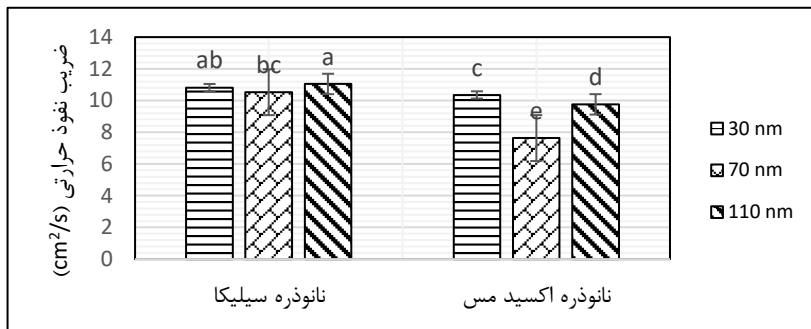 ضریب نفوذ حرارتی (cm²/s)
14
12
10
8
6
4
2
0
ab
bc
a
c
e
d
نانوذره سیلیکا
نانوذره اکسید مس
30 nm
70 nm
110 nm